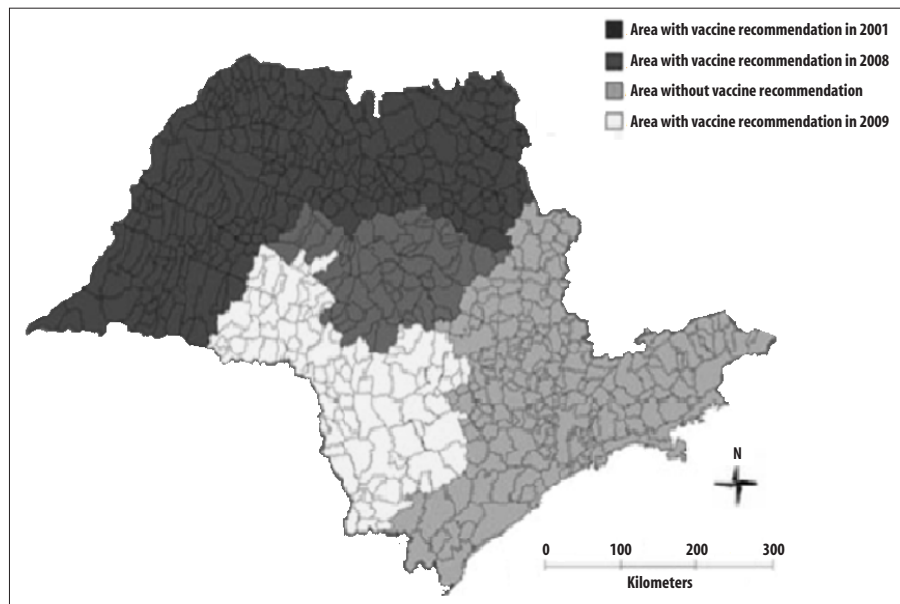 Area with vaccine recommendation in 2001
Area with vaccine recommendation in 2008
Area without vaccine recommendation
Area with vaccine recommendation in 2009
N
0 100 200 300
Kilometers